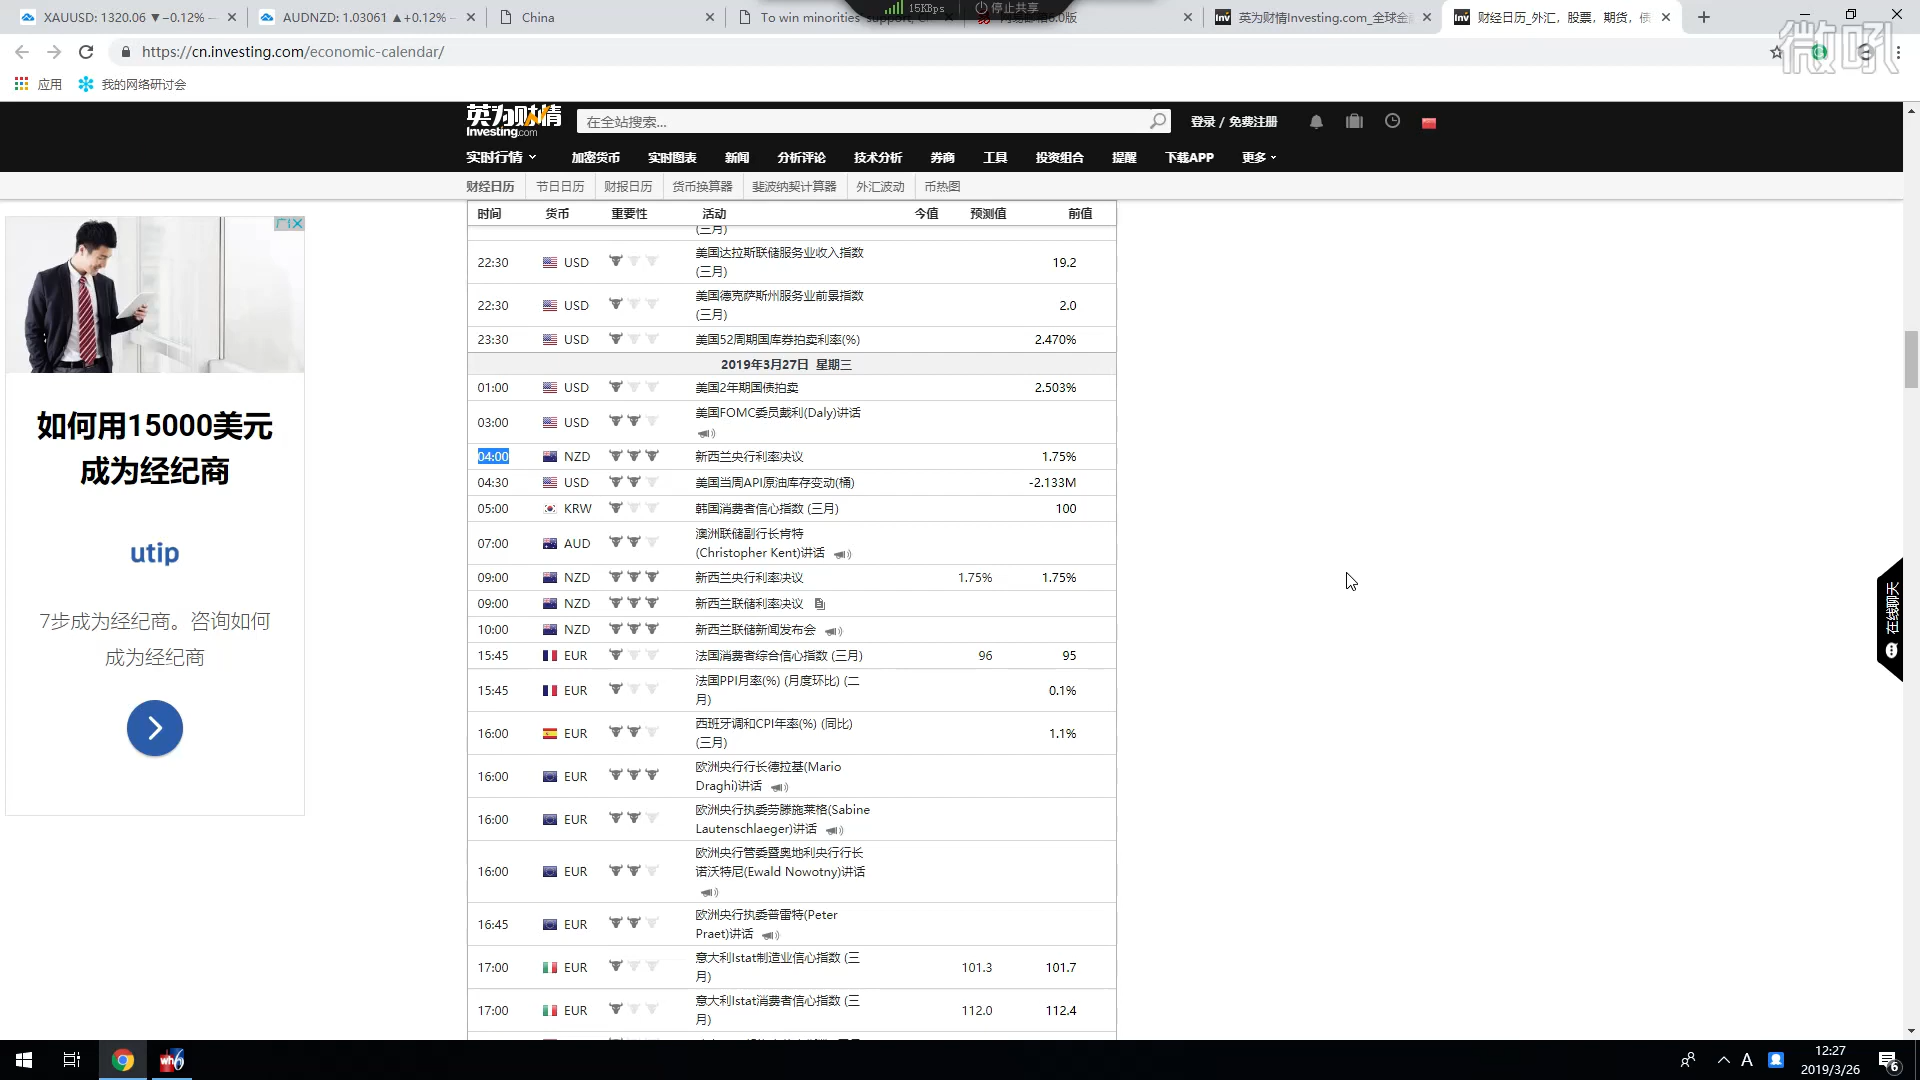 XAUUSD: 1320.06 ▼−0.12% —
AUDNZD: 1.03061 ▲+0.12% —
China
To win minorities' support, C
英为财情Investing.com_全球金
财经日历_外汇，股票，期货，债
15KBps
停止共享
https://cn.investing.com/economic-calendar/
微吼
应用
我的网络研讨会
英为财情
Investing.com
在全站搜索...
登录 / 免费注册
实时行情 加密货币 实时图表 新闻 分析评论 技术分析 券商 工具 投资组合 提醒 下载APP 更多
财经日历 节日日历 财报日历 货币换算器 斐波纳契计算器 外汇波动 币热图
时间 货币 重要性 活动 今值 预测值 前值
(三月)
22:30 USD 美国达拉斯联储服务业收入指数 19.2
(三月)
22:30 USD 美国德克萨斯州服务业前景指数 2.0
(三月)
23:30 USD 美国52周期国库券拍卖利率(%) 2.470%
2019年3月27日 星期三
01:00 USD 美国2年期国债拍卖 2.503%
03:00 USD 美国FOMC委员戴利(Daly)讲话
04:00 NZD 新西兰央行利率决议 1.75%
04:30 USD 美国当周API原油库存变动(桶) -2.133M
05:00 KRW 韩国消费者信心指数 (三月) 100
07:00 AUD 澳洲联储副行长肯特
(Christopher Kent)讲话
09:00 NZD 新西兰央行利率决议 1.75% 1.75%
09:00 NZD 新西兰联储利率决议
10:00 NZD 新西兰联储新闻发布会
15:45 EUR 法国消费者综合信心指数 (三月) 96 95
15:45 EUR 法国PPI月率(%) (月度环比) (二 0.1%
月)
16:00 EUR 西班牙调和CPI年率(%) (同比) 1.1%
(三月)
16:00 EUR 欧洲央行行长德拉基(Mario
Draghi)讲话
16:00 EUR 欧洲央行执委劳滕施莱格(Sabine
Lautenschlaeger)讲话
16:00 EUR 欧洲央行管委暨奥地利央行行长
诺沃特尼(Ewald Nowotny)讲话
16:45 EUR 欧洲央行执委普雷特(Peter
Praet)讲话
17:00 EUR 意大利Istat制造业信心指数 (三 101.3 101.7
月)
17:00 EUR 意大利Istat消费者信心指数 (三 112.0 112.4
月)
广告
如何用15000美元
成为经纪商
utip
7步成为经纪商。咨询如何
成为经纪商
在线聊天
wh6
A
12:27
2019/3/26
6